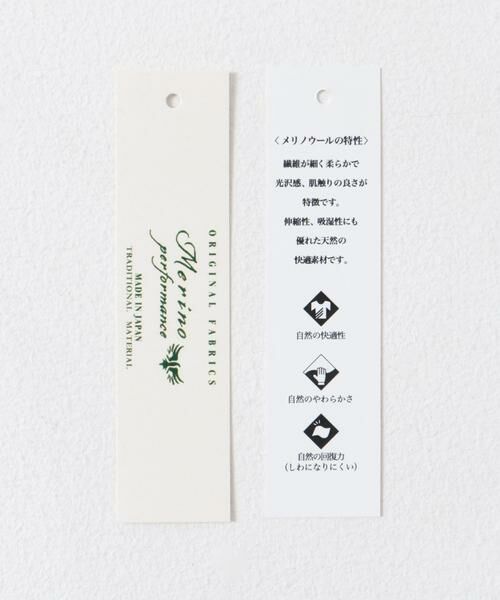 ORIGINAL FABRICS
Merino
performance
MADE IN JAPAN
TRADITIONAL MATERIAL
〈メリノウールの特性〉
繊維が細く柔らかで
光沢感、肌触りの良さが
特徴です。
伸縮性、吸湿性にも
優れた天然の
快適素材です。
自然の快適性
自然のやわらかさ
自然の回復力
(しわになりにくい)